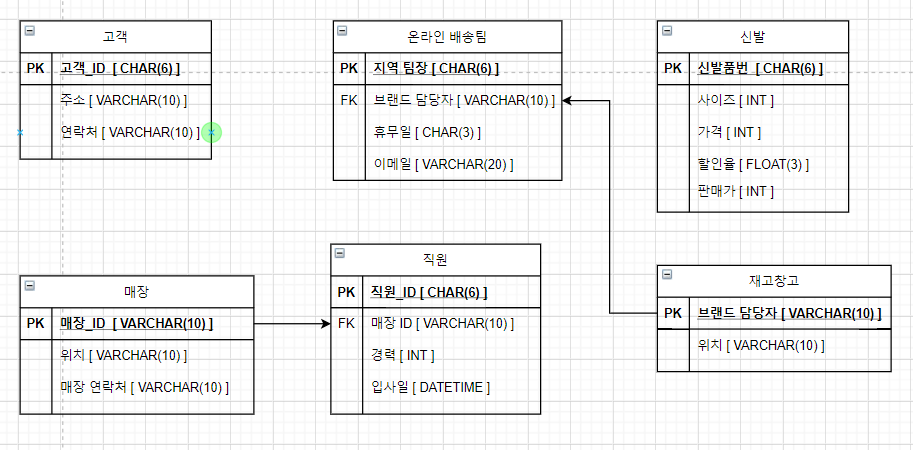 고객
PK 고객_ID [ CHAR(6) ]
주소 [ VARCHAR(10) ]
연락처 [ VARCHAR(10) ]
온라인 배송팀
PK 지역 팀장 [ CHAR(6) ]
FK 브랜드 담당자 [ VARCHAR(10) ]
휴무일 [ CHAR(3) ]
이메일 [ VARCHAR(20) ]
신발
PK 신발품번 [ CHAR(6) ]
사이즈 [ INT ]
가격 [ INT ]
할인율 [ FLOAT(3) ]
판매가 [ INT ]
매장
PK 매장_ID [ VARCHAR(10) ]
위치 [ VARCHAR(10) ]
매장 연락처 [ VARCHAR(10) ]
직원
PK 직원_ID [ CHAR(6) ]
FK 매장 ID [ VARCHAR(10) ]
경력 [ INT ]
입사일 [ DATETIME ]
재고창고
PK 브랜드 담당자 [ VARCHAR(10) ]
위치 [ VARCHAR(10) ]